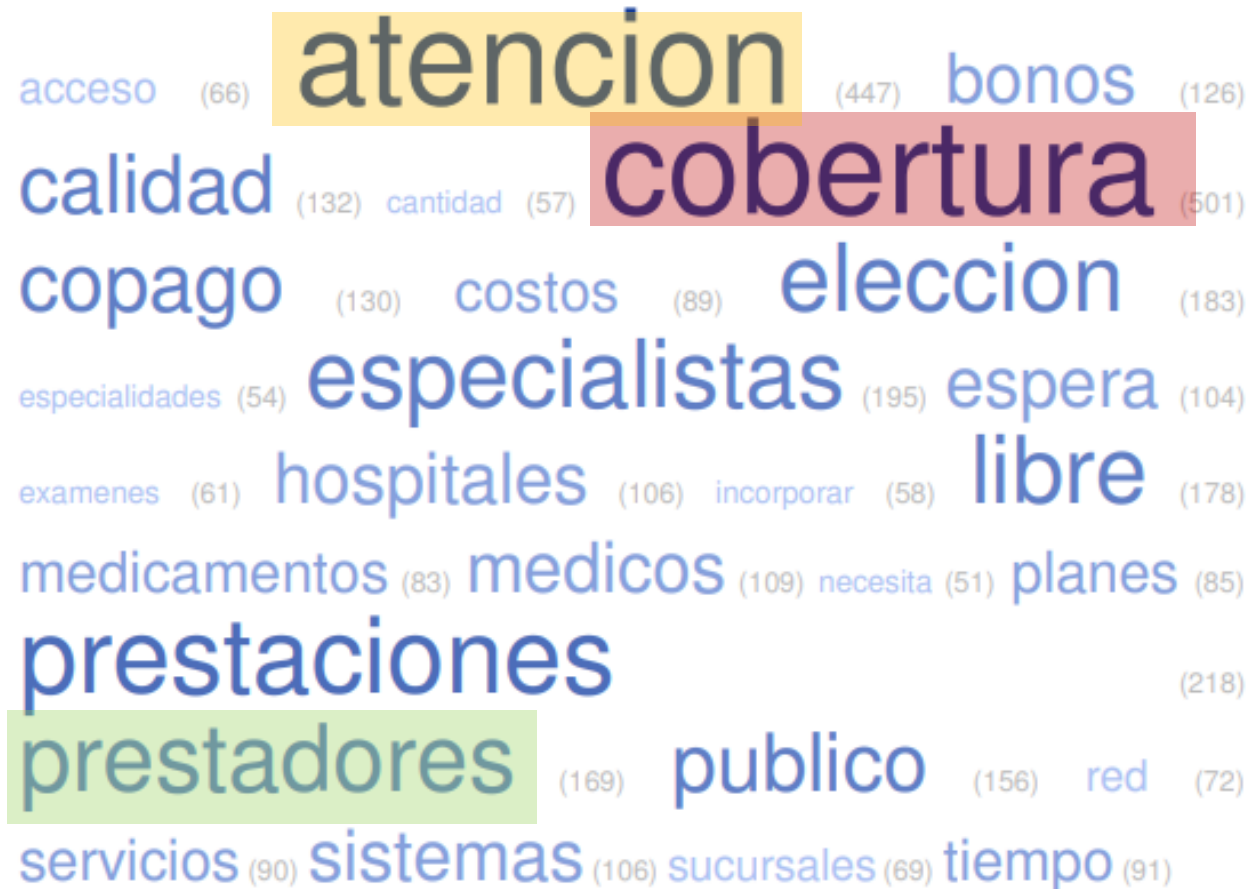 acceso (66) atencion (447) bonos (126)
calidad (132) cantidad (57) cobertura (501)
copago (130) costos (89) eleccion (183)
especialidades (54) especialistas (195) espera (104)
examenes (61) hospitales (106) incorporar (58) libre (178)
medicamentos (83) medicos (109) necesita (51) planes (85)
prestaciones (218)
prestadores (169) publico (156) red (72)
servicios (90) sistemas (106) sucursales (69) tiempo (91)